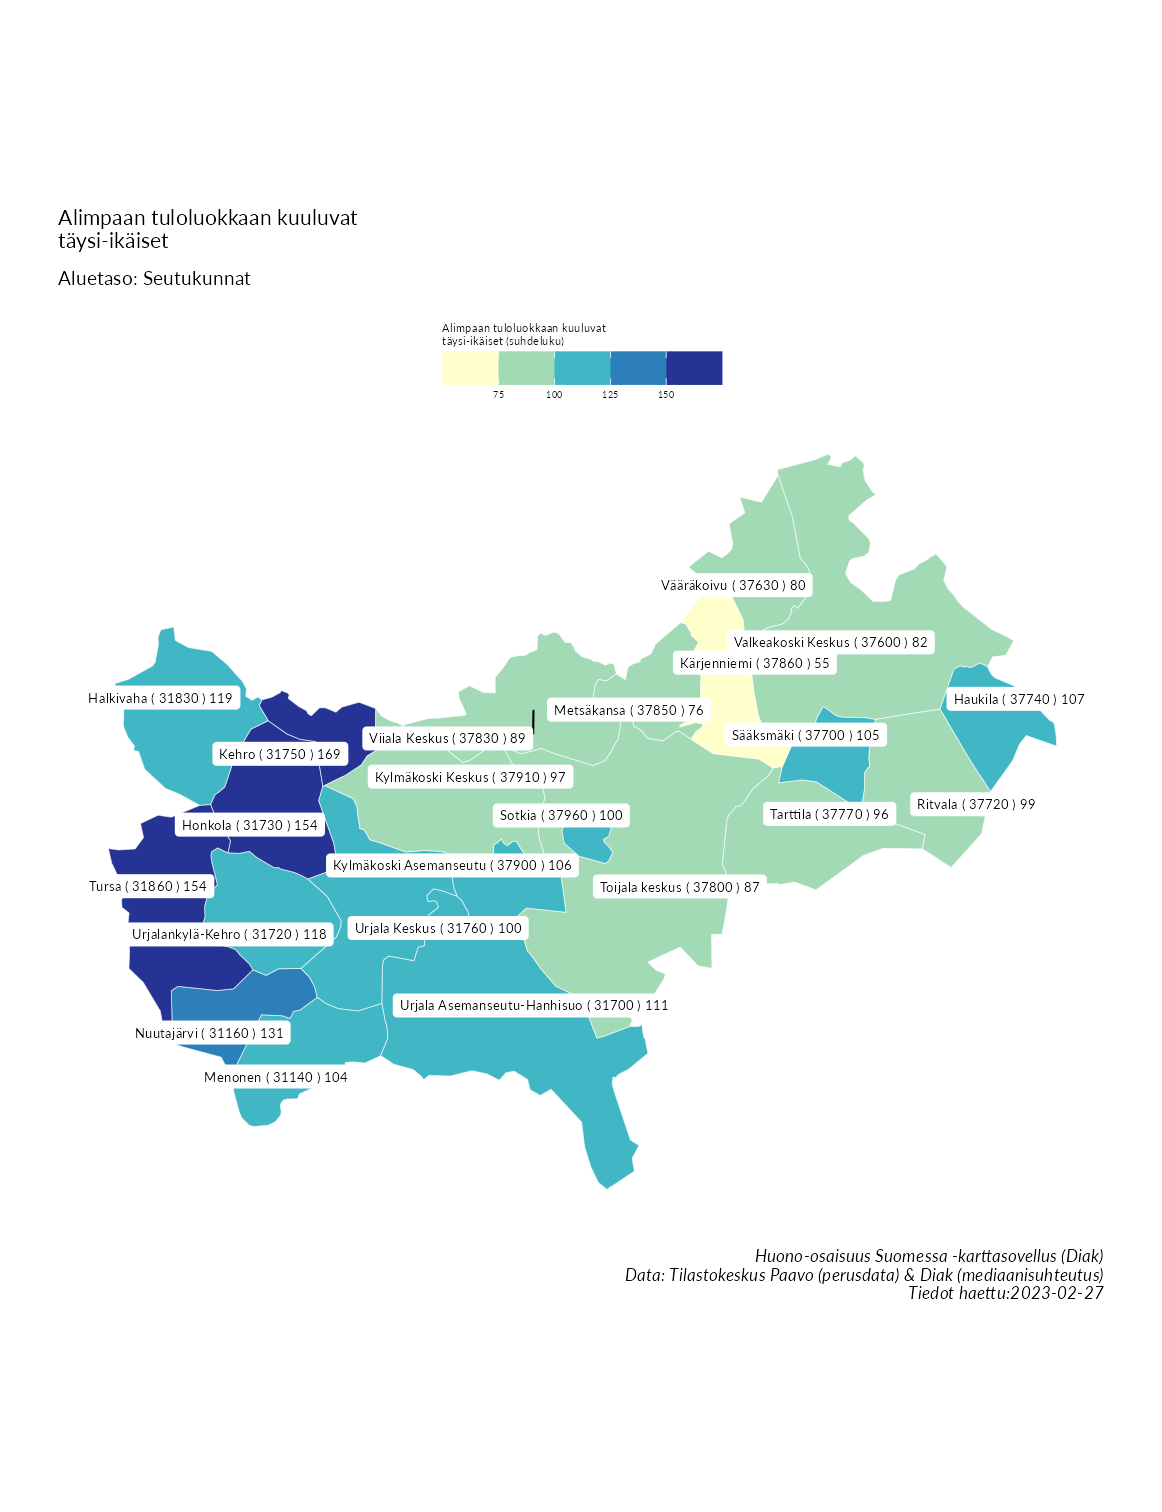 Alimpaan tuloluokkaan kuuluvat
täysi-ikäiset
Aluetaso: Seutukunnat
Alimpaan tuloluokkaan kuuluvat
täysi-ikäiset (suhdeluku)
75 100 125 150
Vääräkoivu ( 37630 ) 80
Valkeakoski Keskus ( 37600 ) 82
Kärjenniemi ( 37860 ) 55
Halkivaha ( 31830 ) 119
Haukila ( 37740 ) 107
Metsäkansa ( 37850 ) 76
Sääksmäki ( 37700 ) 105
Viiala Keskus ( 37830 ) 89
Kehro ( 31750 ) 169
Kylmäkoski Keskus ( 37910 ) 97
Ritvala ( 37720 ) 99
Tarttila ( 37770 ) 96
Sotkia ( 37960 ) 100
Honkola ( 31730 ) 154
Kylmäkoski Asemanseutu ( 37900 ) 106
Tursa ( 31860 ) 154
Toijala keskus ( 37800 ) 87
Urjala Keskus ( 31760 ) 100
Urjalankylä-Kehro ( 31720 ) 118
Urjala Asemanseutu-Hanhisuo ( 31700 ) 111
Nuutajärvi ( 31160 ) 131
Menonen ( 31140 ) 104
Huono-osaisuus Suomessa -karttasovellus (Diak)
Data: Tilastokeskus Paavo (perusdata) & Diak (mediaanisuhteutus)
Tiedot haettu:2023-02-27